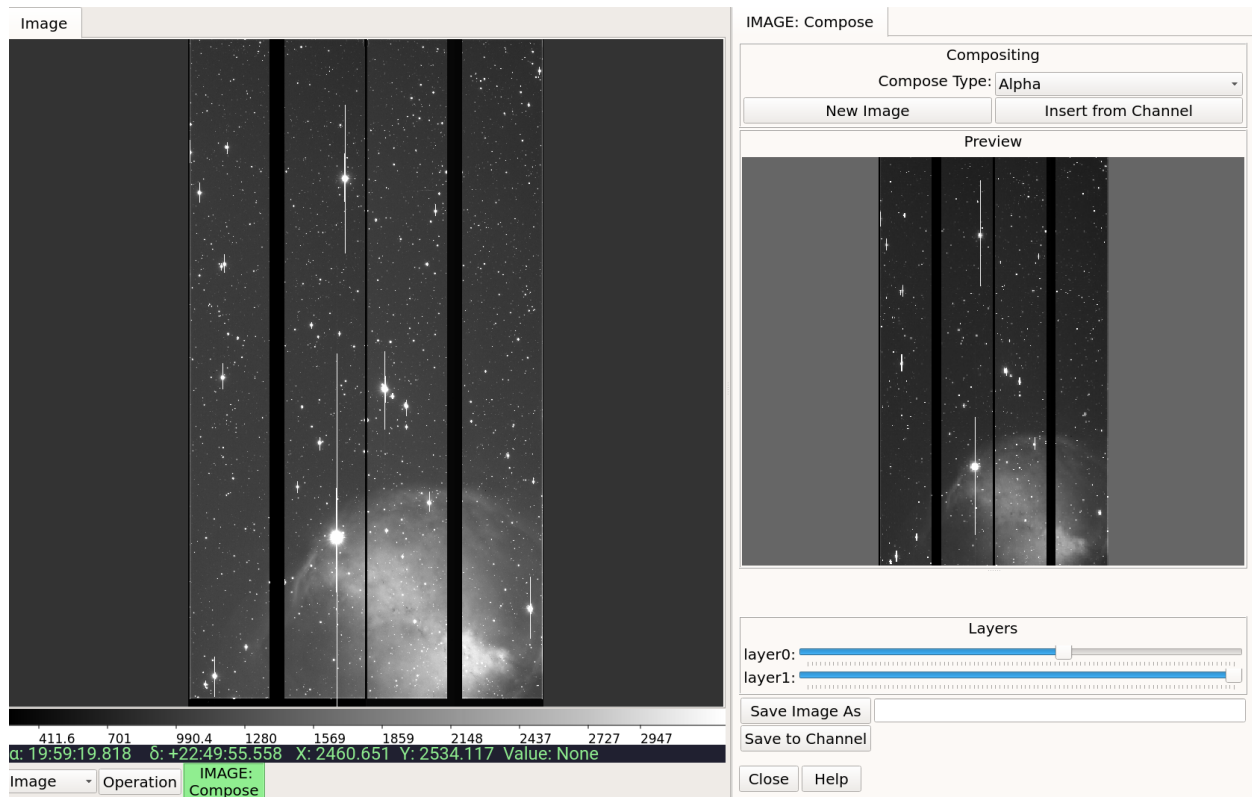 Image
IMAGE: Compose
Compositing
Compose Type: Alpha
New Image Insert from Channel
Preview
Layers
layer0:
layer1:
Save Image As
Save to Channel
Close Help
411.6 701 990.4 1280 1569 1859 2148 2437 2727 2947
α: 19:59:19.818 δ: +22:49:55.558 X: 2460.651 Y: 2534.117 Value: None
Image Operation IMAGE:
Compose